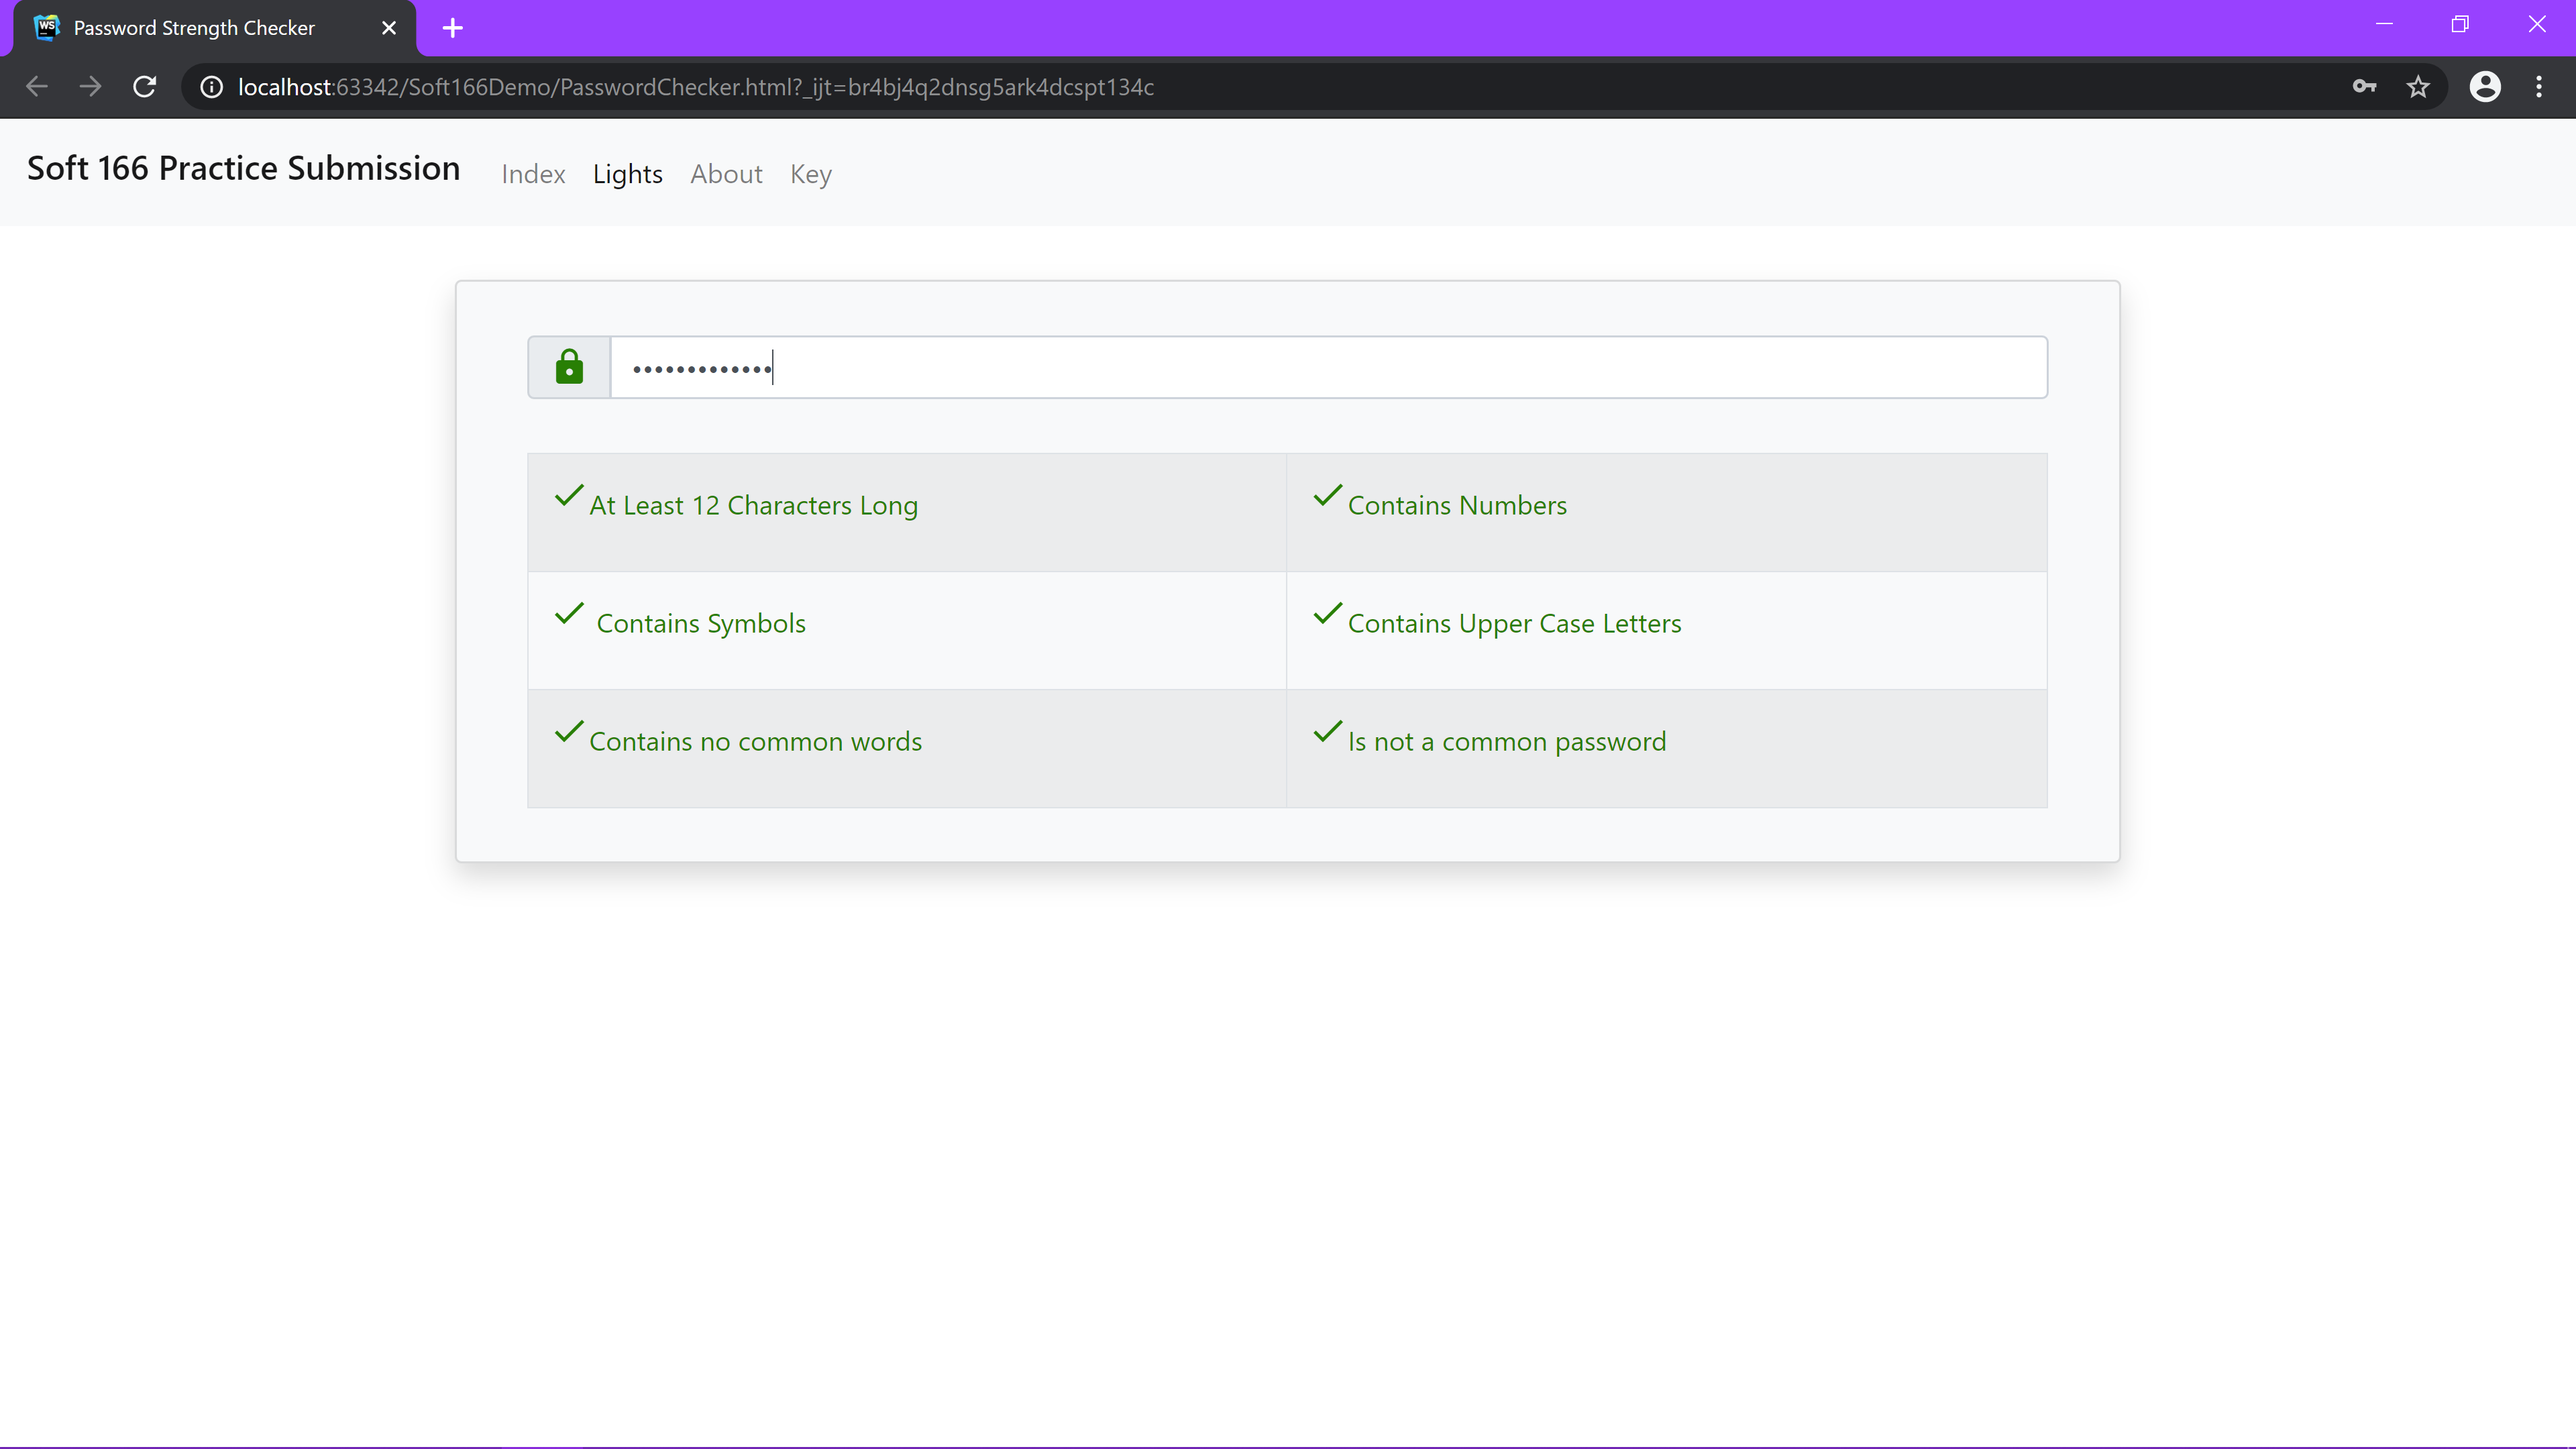 WS
Password Strength Checker
localhost:63342/Soft166Demo/PasswordChecker.html?_ijt=br4bj4q2dnsg5ark4dcspt134c
Soft 166 Practice Submission Index Lights About Key
•••••••••••••
At Least 12 Characters Long
Contains Numbers
Contains Symbols
Contains Upper Case Letters
Contains no common words
Is not a common password